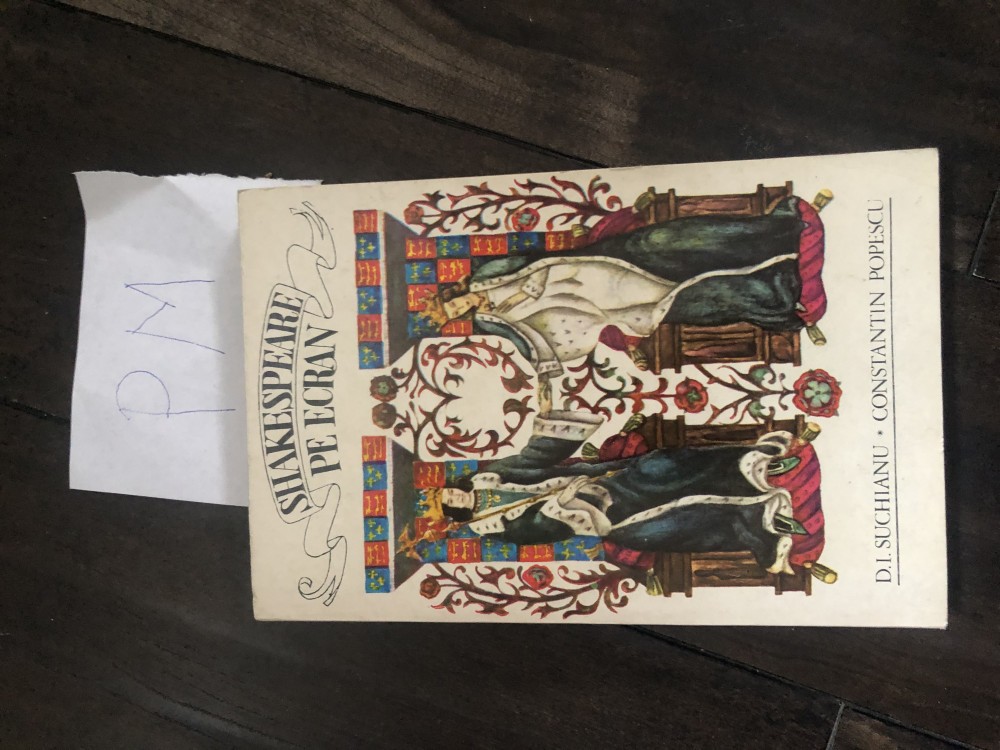 PM
SHAKESPEARE
PE ECRAN
D.I. SUCHIANU • CONSTANTIN POPESCU